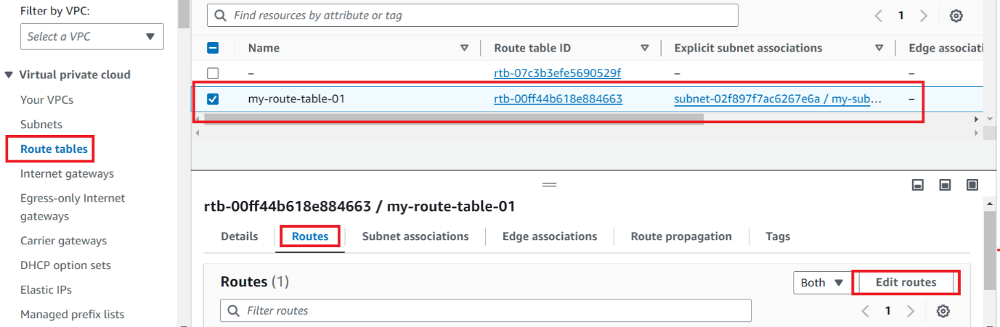 Filter by VPC:
Select a VPC
Virtual private cloud
Your VPCs
Subnets
Route tables
Internet gateways
Egress-only Internet
gateways
Carrier gateways
DHCP option sets
Elastic IPs
Managed prefix lists
Find resources by attribute or tag
1
Name Route table ID Explicit subnet associations Edge associati
– rtb-07c3b3efe5690529f – –
my-route-table-01 rtb-00ff44b618e884663 subnet-02f897f7ac6267e6a / my-sub… –
rtb-00ff44b618e884663 / my-route-table-01
Details Routes Subnet associations Edge associations Route propagation Tags
Routes (1) Both Edit routes
Filter routes 1